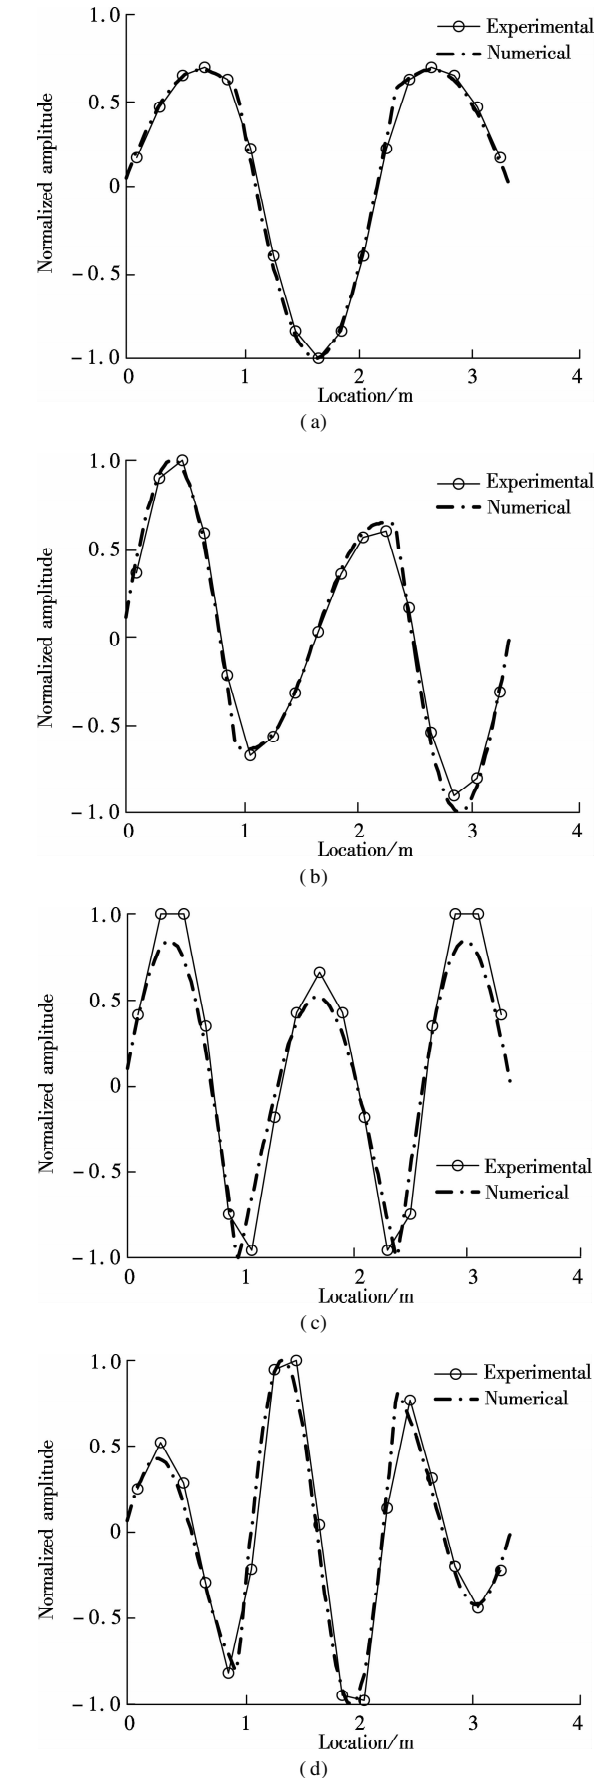 1.0
Experimental
Numerical
0.5
0
-0.5
-1.0
Normalized amplitude
0 1 2 3 4
Location/m
(a)
1.0
Experimental
Numerical
0.5
0
-0.5
-1.0
Normalized amplitude
0 1 2 3 4
Location/m
(b)
1.0
0.5
0
Experimental
-0.5
Numerical
-1.0
Normalized amplitude
0 1 2 3 4
Location/m
(c)
1.0
Experimental
Numerical
0.5
0
-0.5
-1.0
Normalized amplitude
0 1 2 3 4
Location/m
(d)